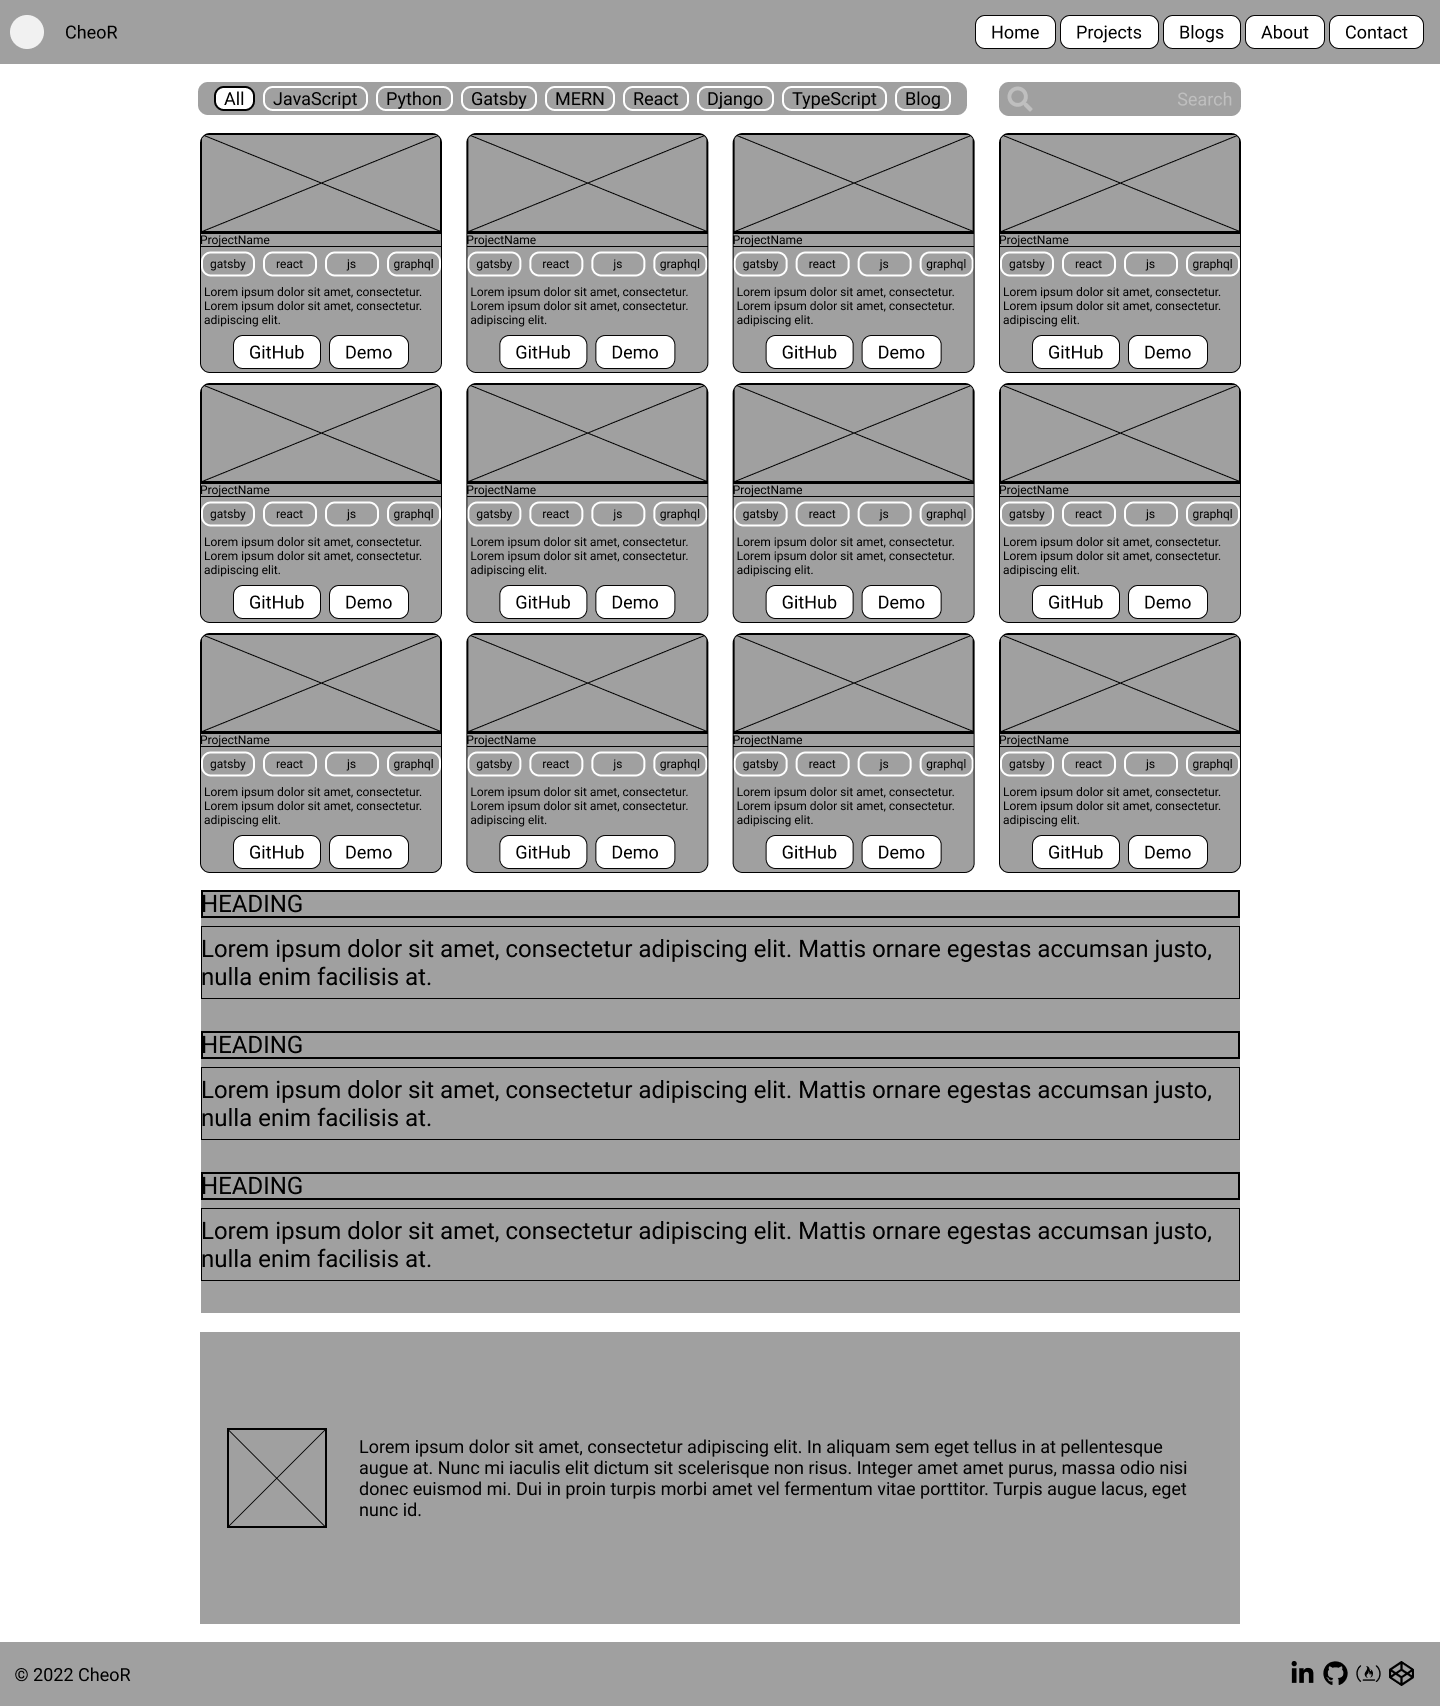 CheoR Home Projects Blogs About Contact
All JavaScript Python Gatsby MERN React Django TypeScript Blog Search
ProjectName ProjectName ProjectName ProjectName
gatsby react js graphql gatsby react js graphql gatsby react js graphql gatsby react js graphql
Lorem ipsum dolor sit amet, consectetur. Lorem ipsum dolor sit amet, consectetur. Lorem ipsum dolor sit amet, consectetur. Lorem ipsum dolor sit amet, consectetur.
Lorem ipsum dolor sit amet, consectetur. Lorem ipsum dolor sit amet, consectetur. Lorem ipsum dolor sit amet, consectetur. Lorem ipsum dolor sit amet, consectetur.
adipiscing elit. adipiscing elit. adipiscing elit. adipiscing elit.
GitHub Demo GitHub Demo GitHub Demo GitHub Demo
ProjectName ProjectName ProjectName ProjectName
gatsby react js graphql gatsby react js graphql gatsby react js graphql gatsby react js graphql
Lorem ipsum dolor sit amet, consectetur. Lorem ipsum dolor sit amet, consectetur. Lorem ipsum dolor sit amet, consectetur. Lorem ipsum dolor sit amet, consectetur.
Lorem ipsum dolor sit amet, consectetur. Lorem ipsum dolor sit amet, consectetur. Lorem ipsum dolor sit amet, consectetur. Lorem ipsum dolor sit amet, consectetur.
adipiscing elit. adipiscing elit. adipiscing elit. adipiscing elit.
GitHub Demo GitHub Demo GitHub Demo GitHub Demo
ProjectName ProjectName ProjectName ProjectName
gatsby react js graphql gatsby react js graphql gatsby react js graphql gatsby react js graphql
Lorem ipsum dolor sit amet, consectetur. Lorem ipsum dolor sit amet, consectetur. Lorem ipsum dolor sit amet, consectetur. Lorem ipsum dolor sit amet, consectetur.
Lorem ipsum dolor sit amet, consectetur. Lorem ipsum dolor sit amet, consectetur. Lorem ipsum dolor sit amet, consectetur. Lorem ipsum dolor sit amet, consectetur.
adipiscing elit. adipiscing elit. adipiscing elit. adipiscing elit.
GitHub Demo GitHub Demo GitHub Demo GitHub Demo
HEADING
Lorem ipsum dolor sit amet, consectetur adipiscing elit. Mattis ornare egestas accumsan justo,
nulla enim facilisis at.
HEADING
Lorem ipsum dolor sit amet, consectetur adipiscing elit. Mattis ornare egestas accumsan justo,
nulla enim facilisis at.
HEADING
Lorem ipsum dolor sit amet, consectetur adipiscing elit. Mattis ornare egestas accumsan justo,
nulla enim facilisis at.
Lorem ipsum dolor sit amet, consectetur adipiscing elit. In aliquam sem eget tellus in at pellentesque
augue at. Nunc mi iaculis elit dictum sit scelerisque non risus. Integer amet amet purus, massa odio nisi
donec euismod mi. Dui in proin turpis morbi amet vel fermentum vitae porttitor. Turpis augue lacus, eget
nunc id.
© 2022 CheoR in